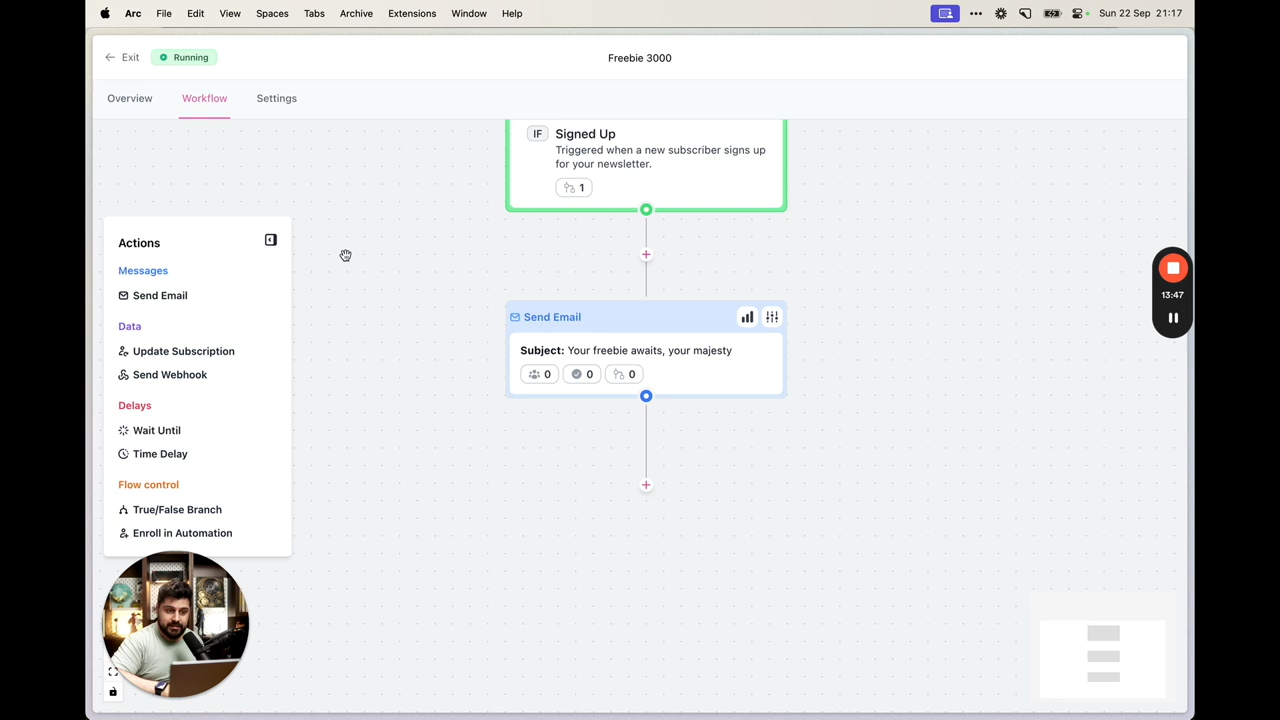 Arc File Edit View Spaces Tabs Archive Extensions Window Help Sun 22 Sep 21:17
Exit Running Freebie 3000
Overview Workflow Settings
IF Signed Up
Triggered when a new subscriber signs up
for your newsletter.
1
Actions
Messages
Send Email
Data
Update Subscription
Send Webhook
Delays
Wait Until
Time Delay
Flow control
True/False Branch
Enroll in Automation
Send Email
Subject: Your freebie awaits, your majesty
0 0 0
13:47